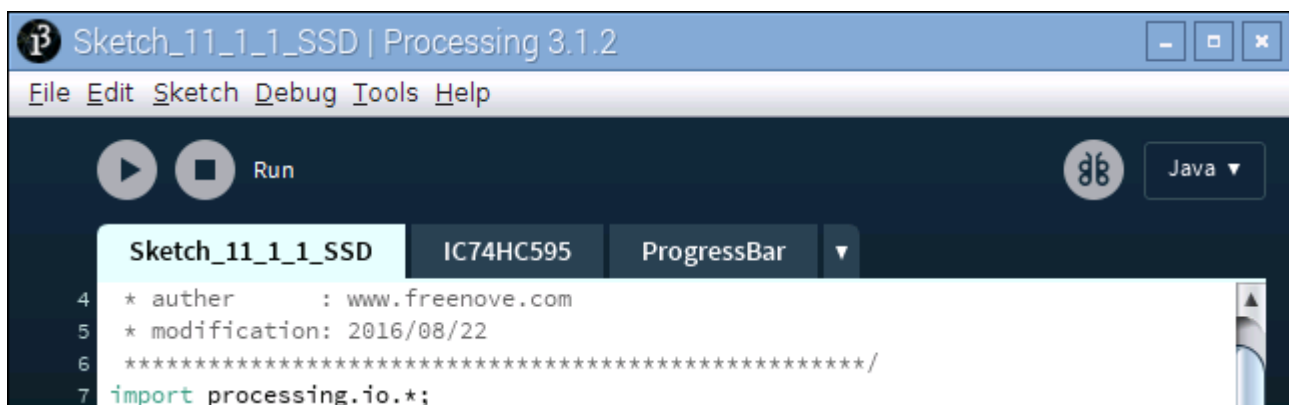 Sketch_11_1_1_SSD | Processing 3.1.2
File Edit Sketch Debug Tools Help
Run
Java ▼
Sketch_11_1_1_SSD IC74HC595 ProgressBar ▼
4 * auther      : www.freenove.com
5 * modification: 2016/08/22
6 *****************************************************/
7 import processing.io.*;